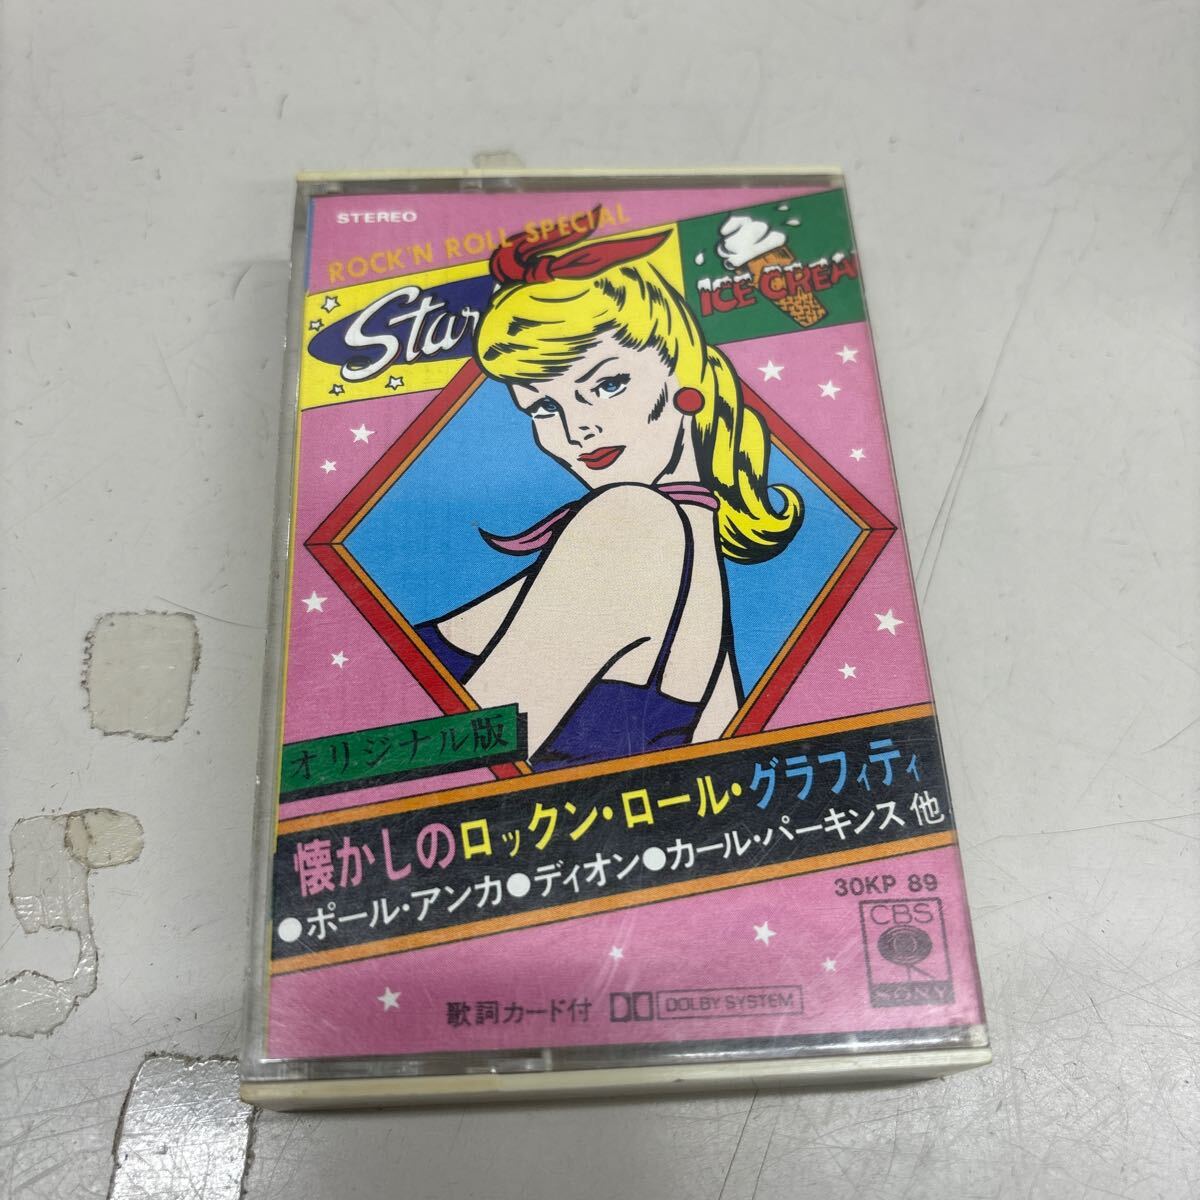 STEREO
ROCK'N ROLL SPECIAL
Star
ICE CREA
オリジナル版
懐かしのロックン・ロール・グラフィティ
●ポール・アンカ●ディオン●カール・パーキンス 他
30KP 89
CBS
SONY
歌詞カード付 DOLBY SYSTEM